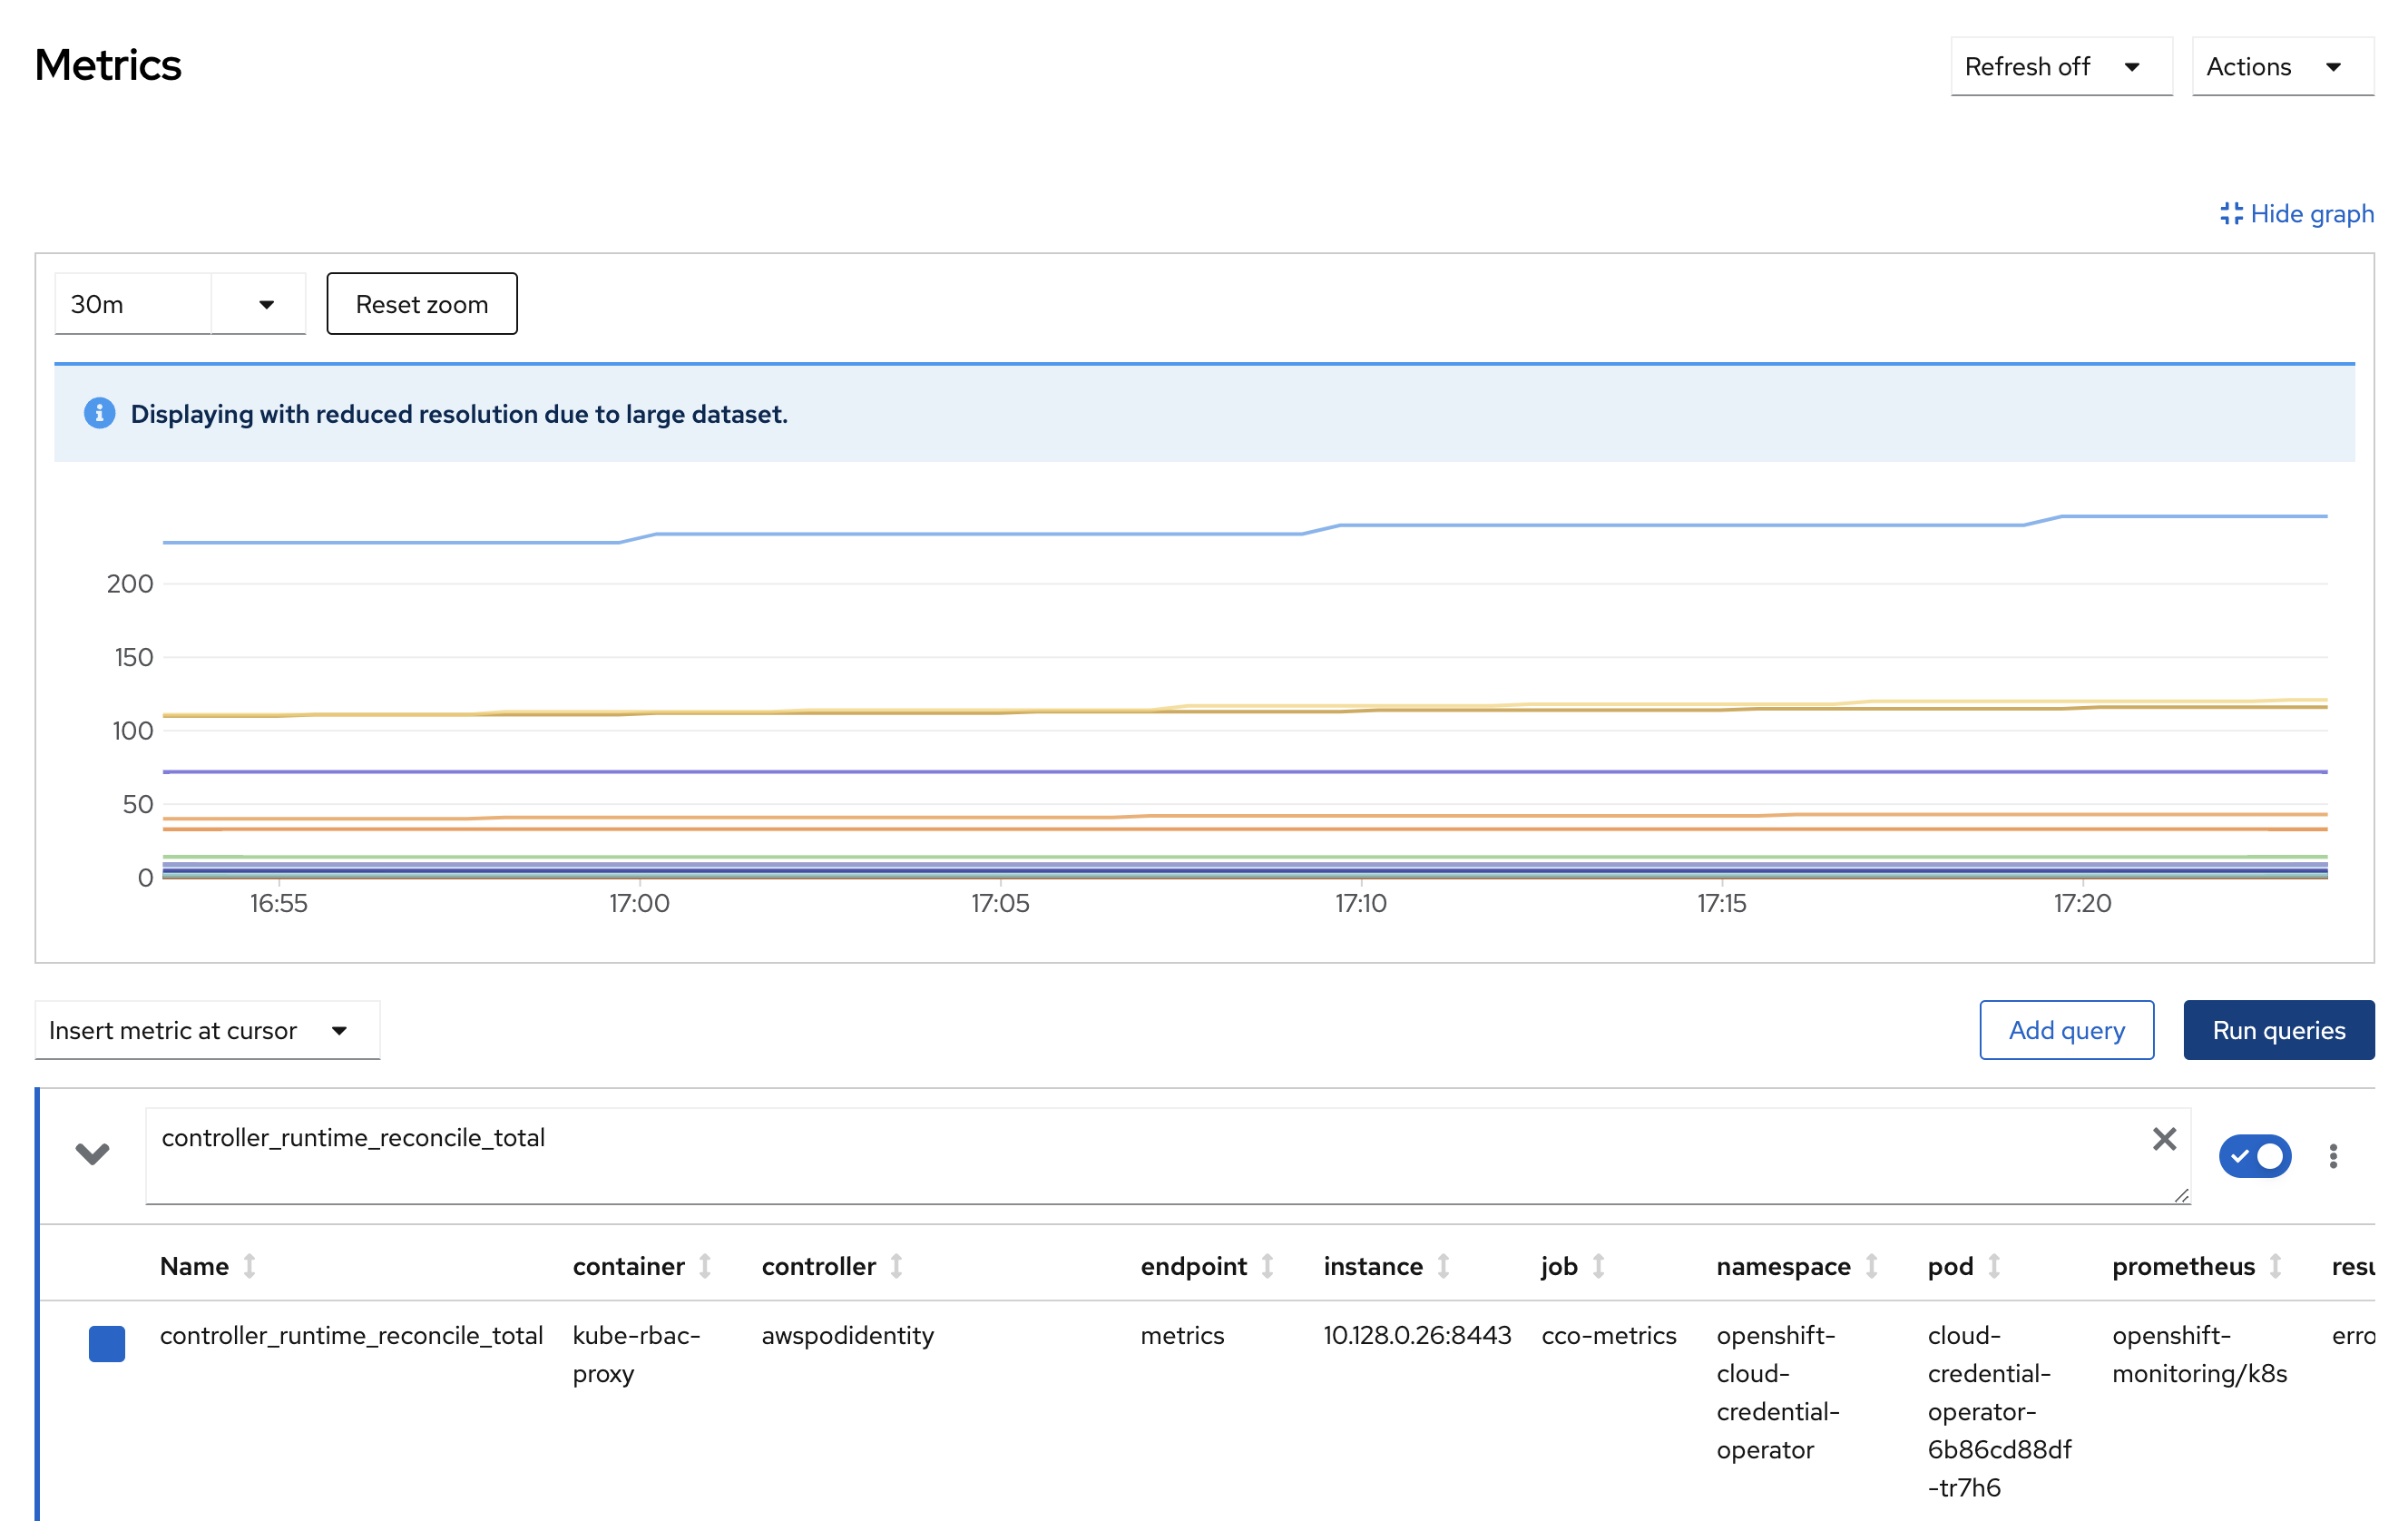 Metrics
Refresh off
Actions
Hide graph
30m
Reset zoom
Displaying with reduced resolution due to large dataset.
200
150
100
50
0
16:55 17:00 17:05 17:10 17:15 17:20
Insert metric at cursor
Add query
Run queries
controller_runtime_reconcile_total
Name container controller endpoint instance job namespace pod prometheus resu
controller_runtime_reconcile_total kube-rbac- awspodidentity metrics 10.128.0.26:8443 cco-metrics openshift- cloud- openshift- erro
proxy cloud- credential- monitoring/k8s
credential- operator-
operator 6b86cd88df
-tr7h6